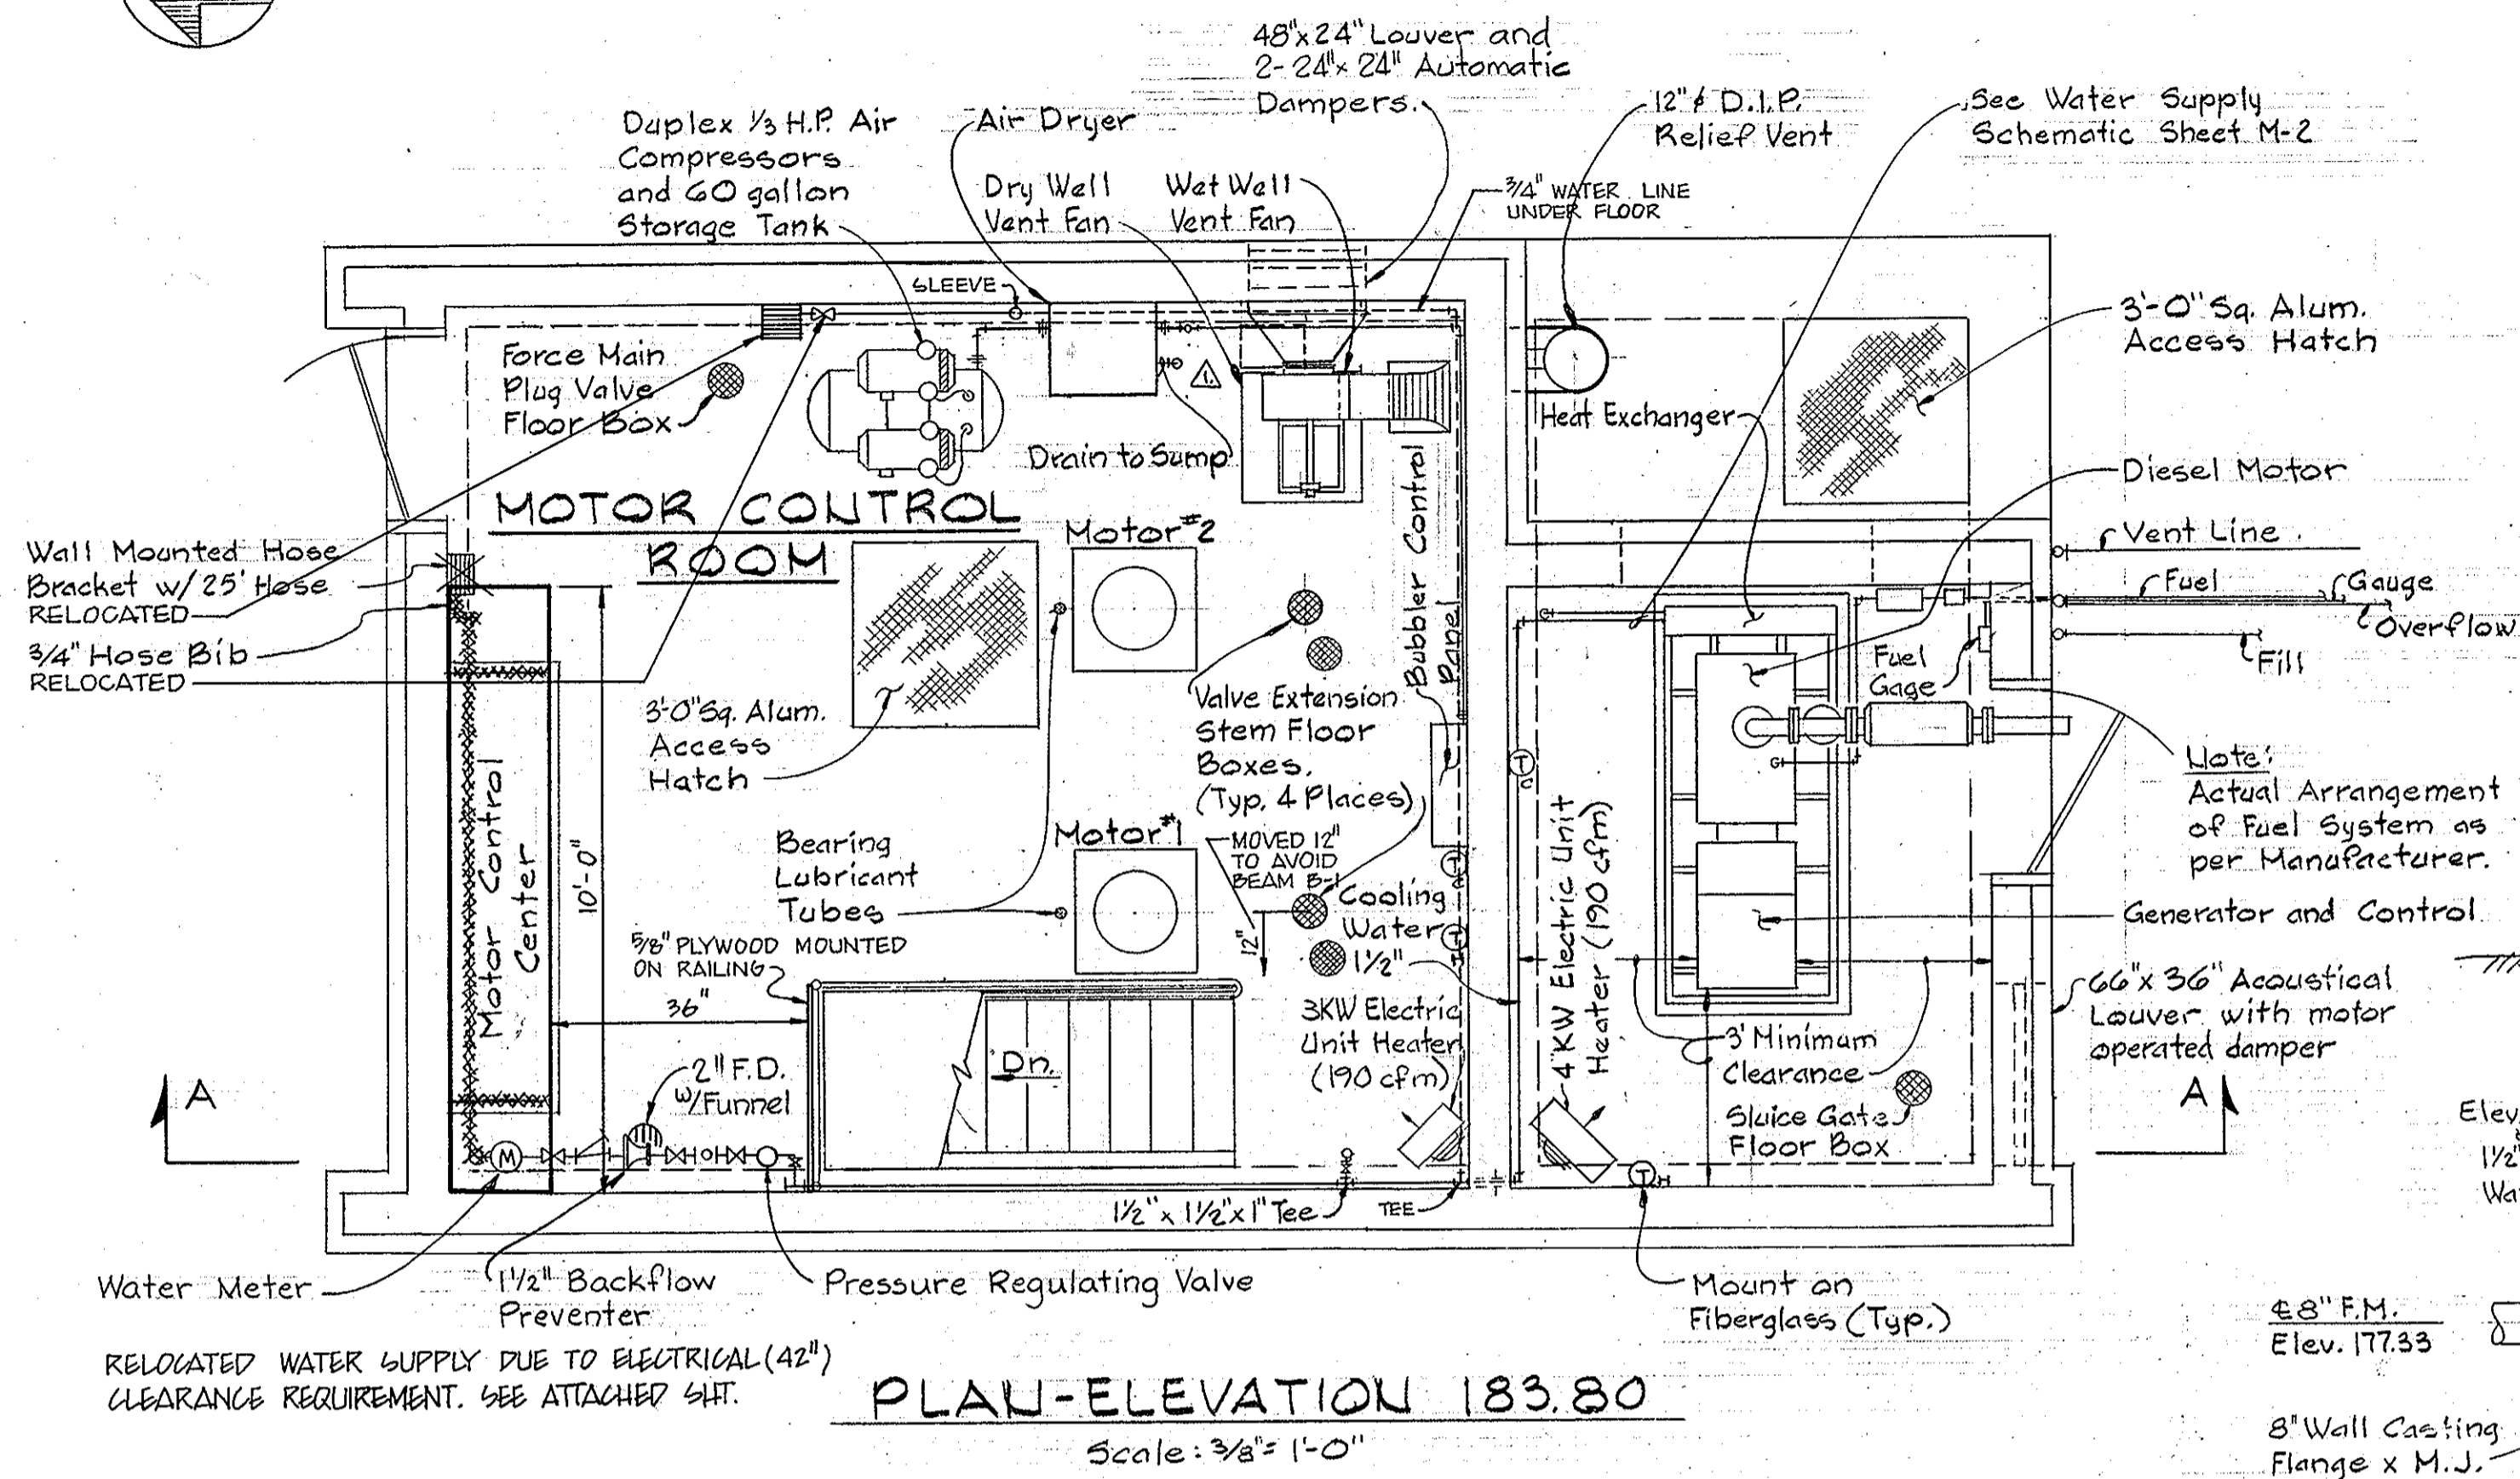 48"x24" Louver and
2-24"x 24" Automatic
Dampers.
Duplex 1/3 H.P. Air
Compressors
and 60 gallon
Storage Tank
Air Dryer
12"ϕ D.I.P.
Relief Vent
See Water Supply
Schematic Sheet M-2
Dry Well
Vent Fan
Wet Well
Vent Fan
3/4" WATER LINE
UNDER FLOOR
SLEEVE
Force Main
Plug Valve
Floor Box
1.
Drain to Sump
Heat Exchanger
3'-0" Sq. Alum.
Access Hatch
Diesel Motor
MOTOR CONTROL
ROOM
Motor #2
Bubbler Control
Panel
Vent Line
Fuel
Gauge
Overflow
Fill
Wall Mounted Hose
Bracket w/25' Hose
RELOCATED
3/4" Hose Bib
RELOCATED
3'-0" Sq. Alum.
Access
Hatch
Valve Extension
Stem Floor
Boxes.
(Typ. 4 Places)
Fuel
Gage
Note:
Actual Arrangement
of Fuel System as
per Manufacturer.
Motor Control
Center
10'-0"
Bearing
Lubricant
Tubes
Motor #1
MOVED 12"
TO AVOID
BEAM B-1
12"
T
S
T
T
Cooling
Water
1 1/2"
4 KW Electric Unit
Heater (190 cfm)
Generator and Control
5/8" PLYWOOD MOUNTED
ON RAILING
36"
3KW Electric
Unit Heater
(190 cfm)
3' Minimum
Clearance
66"x 36" Acoustical
Louver with motor
operated damper
2" F.D.
w/Funnel
Dn.
Sluice Gate
Floor Box
A
A
M
T
1 1/2" x 1 1/2" x 1" Tee
TEE
Elev
1 1/2"
Wa
Water Meter
1 1/2" Backflow
Preventer
Pressure Regulating Valve
Mount on
Fiberglass (Typ.)
℄ 8" F.M.
Elev. 177.33
RELOCATED WATER SUPPLY DUE TO ELECTRICAL (42")
CLEARANCE REQUIREMENT. SEE ATTACHED SHT.
PLAN-ELEVATION 183.80
Scale: 3/8"= 1'-0"
8" Wall Casting
Flange x M.J.